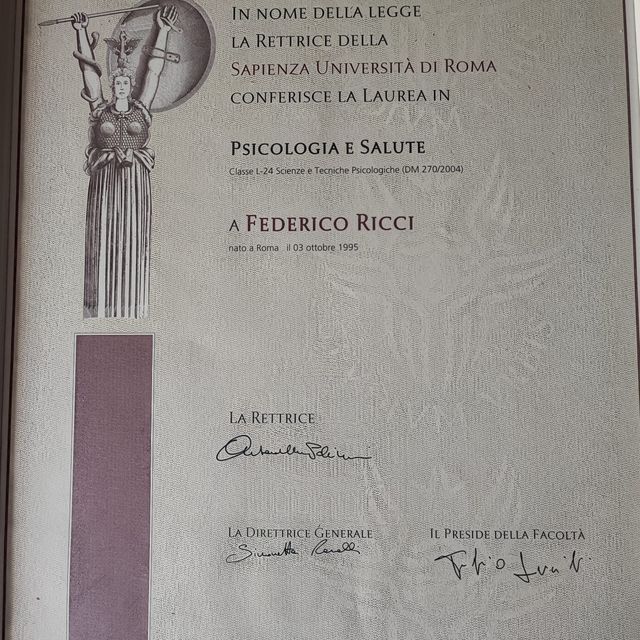 IN NOME DELLA LEGGE
LA RETTRICE DELLA
SAPIENZA UNIVERSITÀ DI ROMA
CONFERISCE LA LAUREA IN
PSICOLOGIA E SALUTE
Classe L-24 Scienze e Tecniche Psicologiche (DM 270/2004)
A FEDERICO RICCI
nato a Roma il 03 ottobre 1995
LA RETTRICE
LA DIRETTRICE GENERALE
IL PRESIDE DELLA FACOLTÀ
Simonetta Ranalli